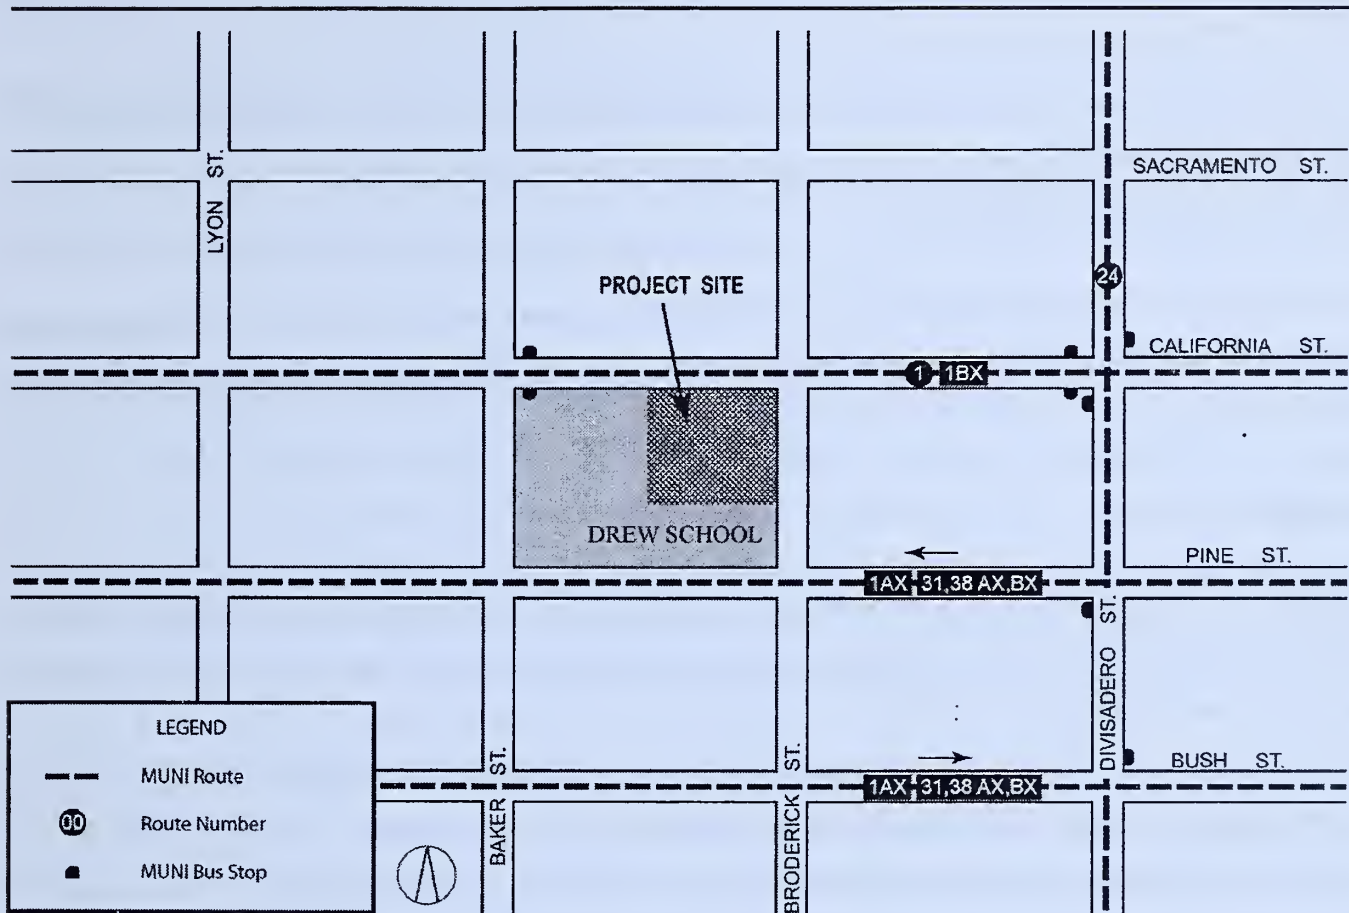 SACRAMENTO ST.
LYON ST.
24
PROJECT SITE
CALIFORNIA ST.
1 1BX
DREW SCHOOL
PINE ST.
1AX 31,38 AX,BX
DIVISADERO ST.
BUSH ST.
1AX 31,38 AX,BX
BAKER ST.
BRODERICK ST.
LEGEND
MUNI Route
00 Route Number
MUNI Bus Stop